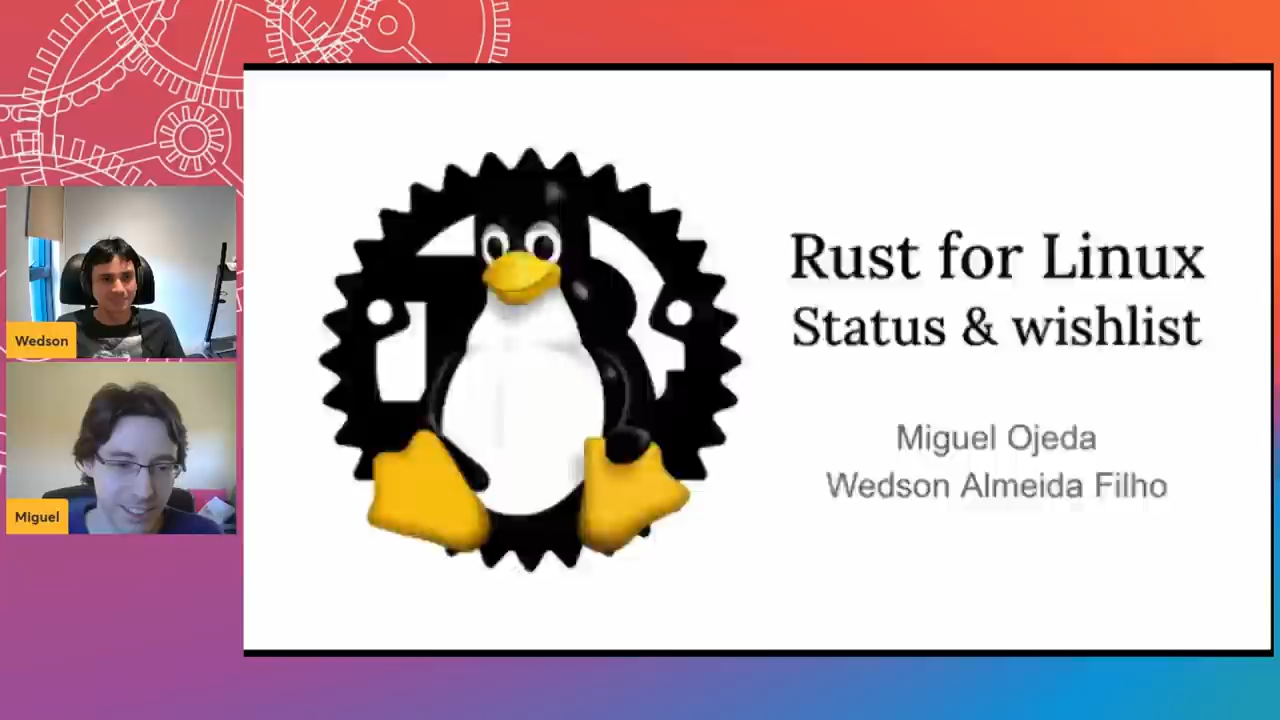 Rust for Linux
Status & wishlist
Miguel Ojeda
Wedson Almeida Filho
Wedson
Miguel